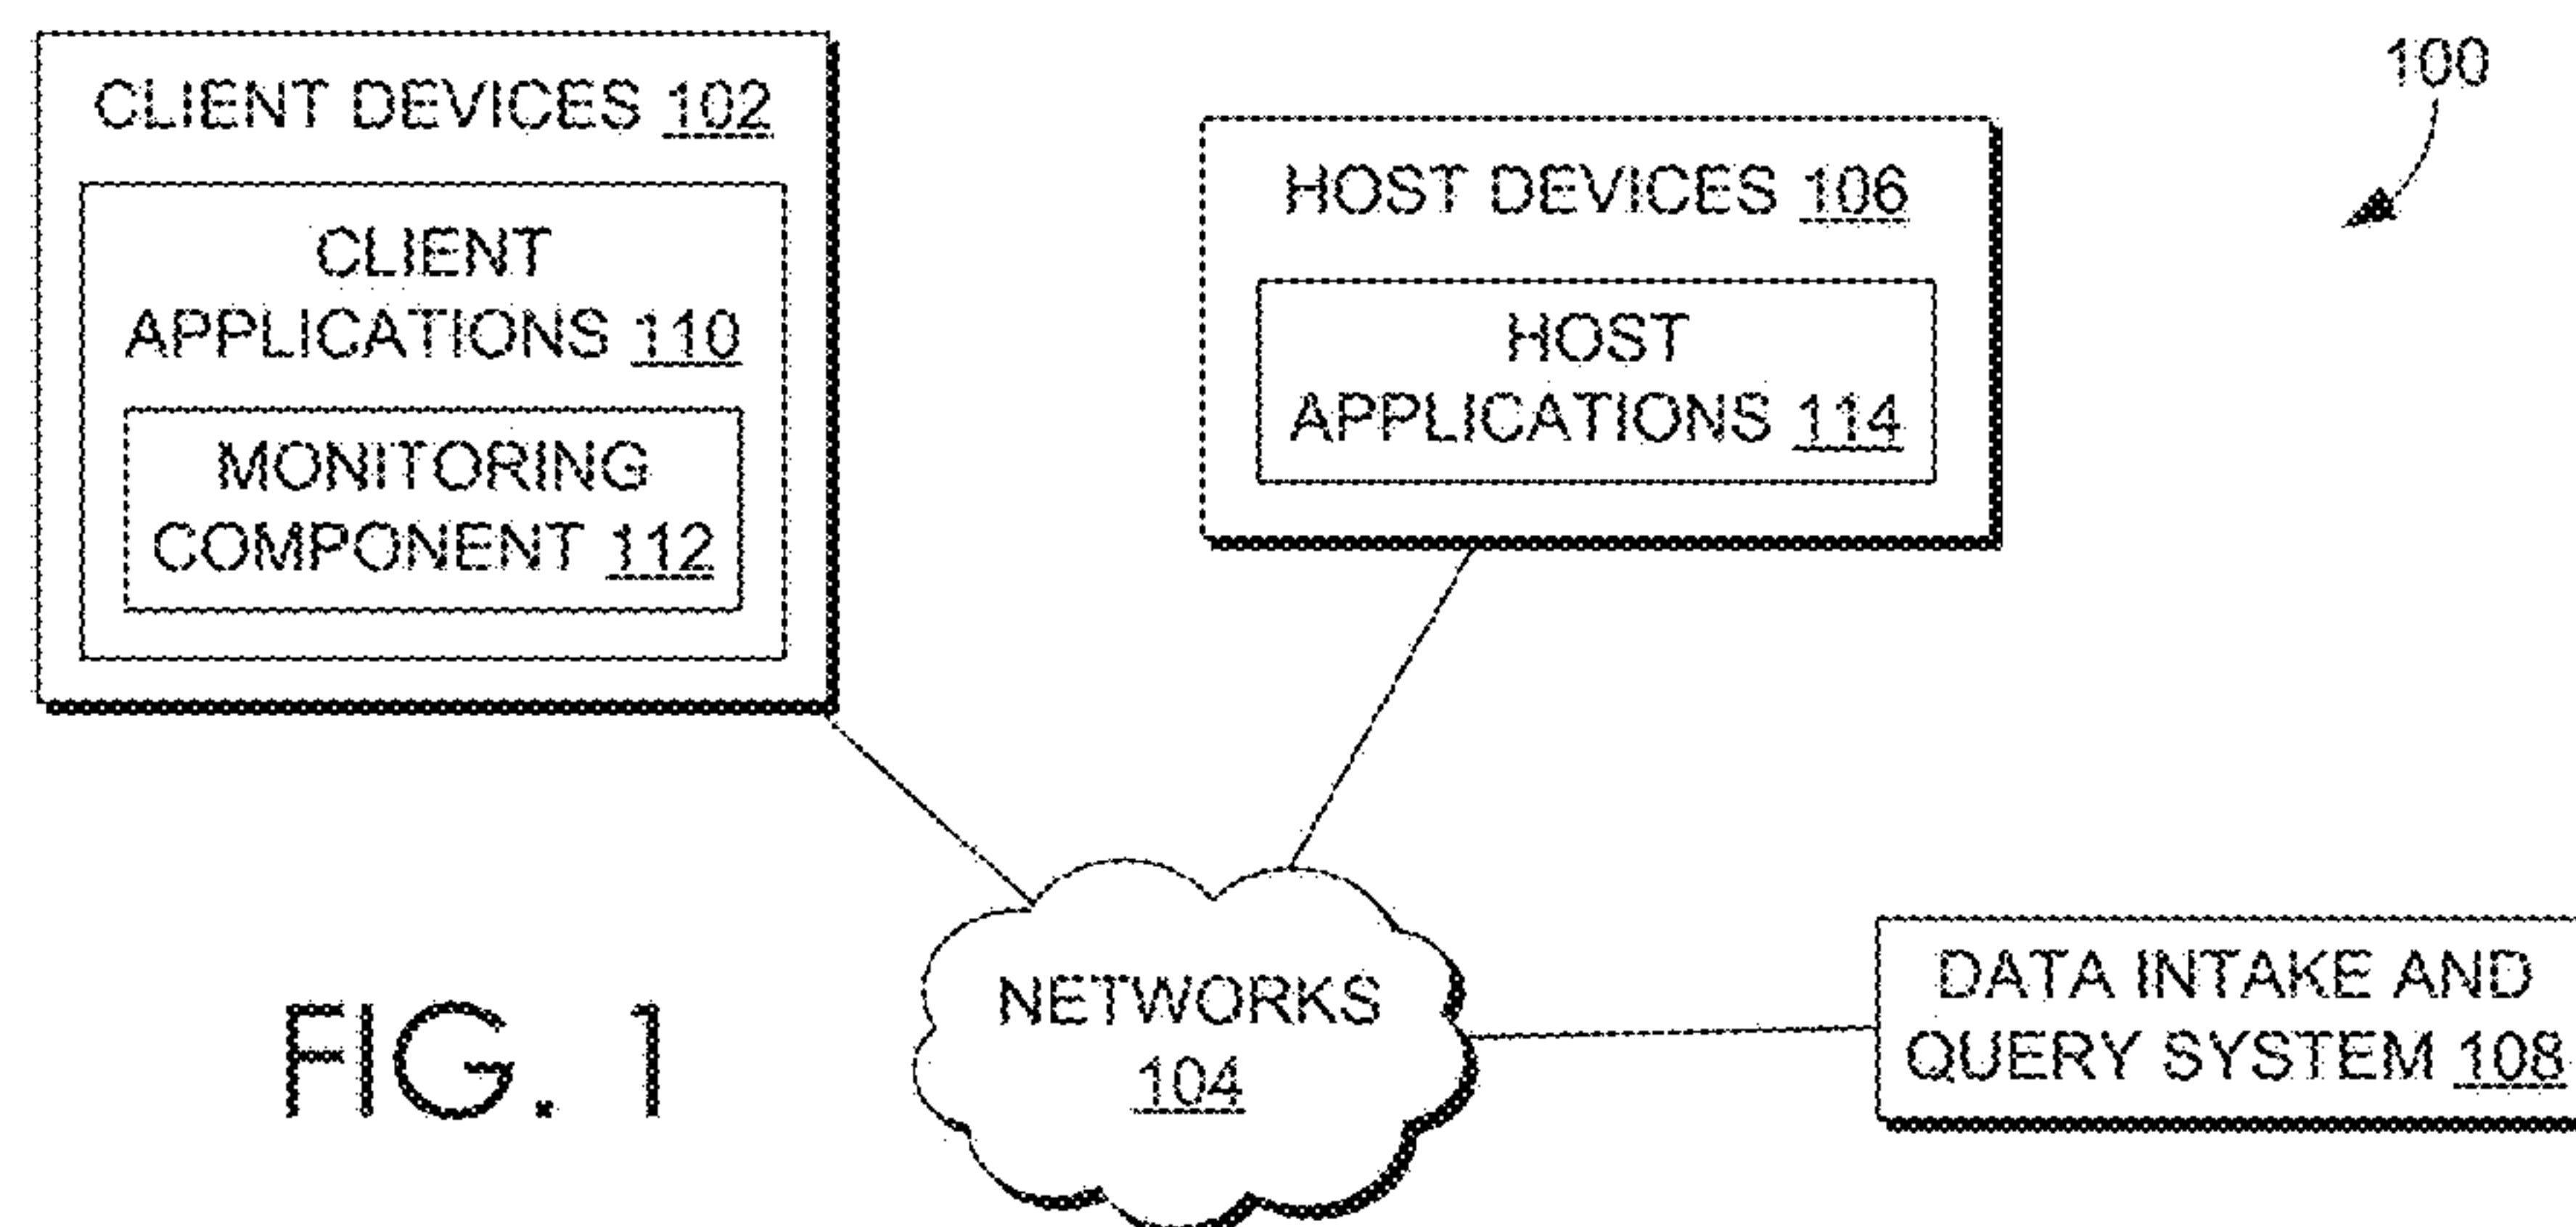 CLIENT DEVICES 102
CLIENT
APPLICATIONS 110
MONITORING
COMPONENT 112
HOST DEVICES 106
HOST
APPLICATIONS 114
100
NETWORKS
104
DATA INTAKE AND
QUERY SYSTEM 108
FIG. 1